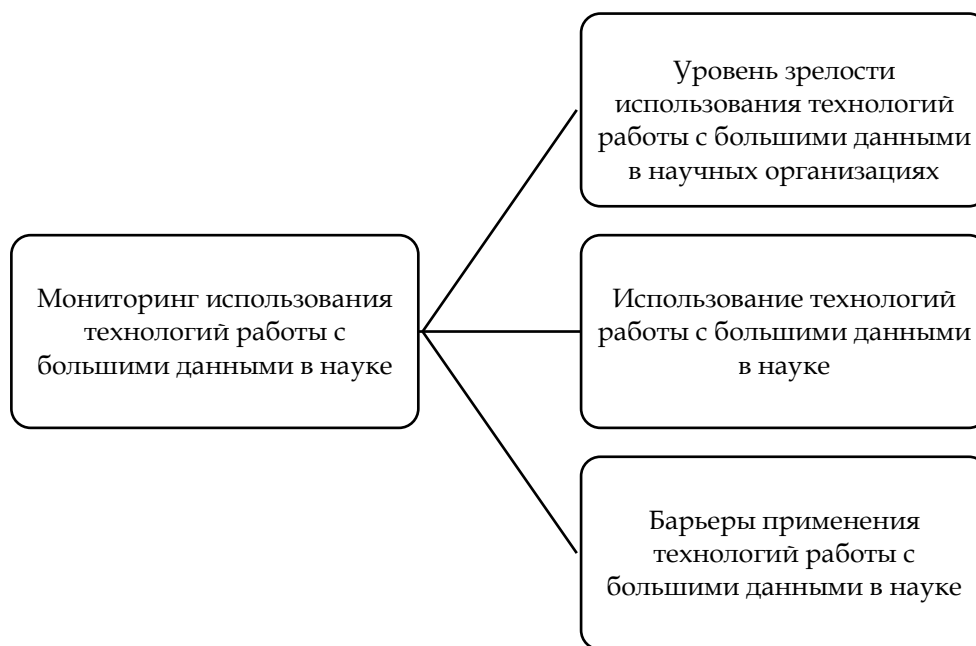 Мониторинг использования
технологий работы с
большими данными в науке
Уровень зрелости
использования технологий
работы с большими данными
в научных организациях
Использование технологий
работы с большими данными
в науке
Барьеры применения
технологий работы с
большими данными в науке